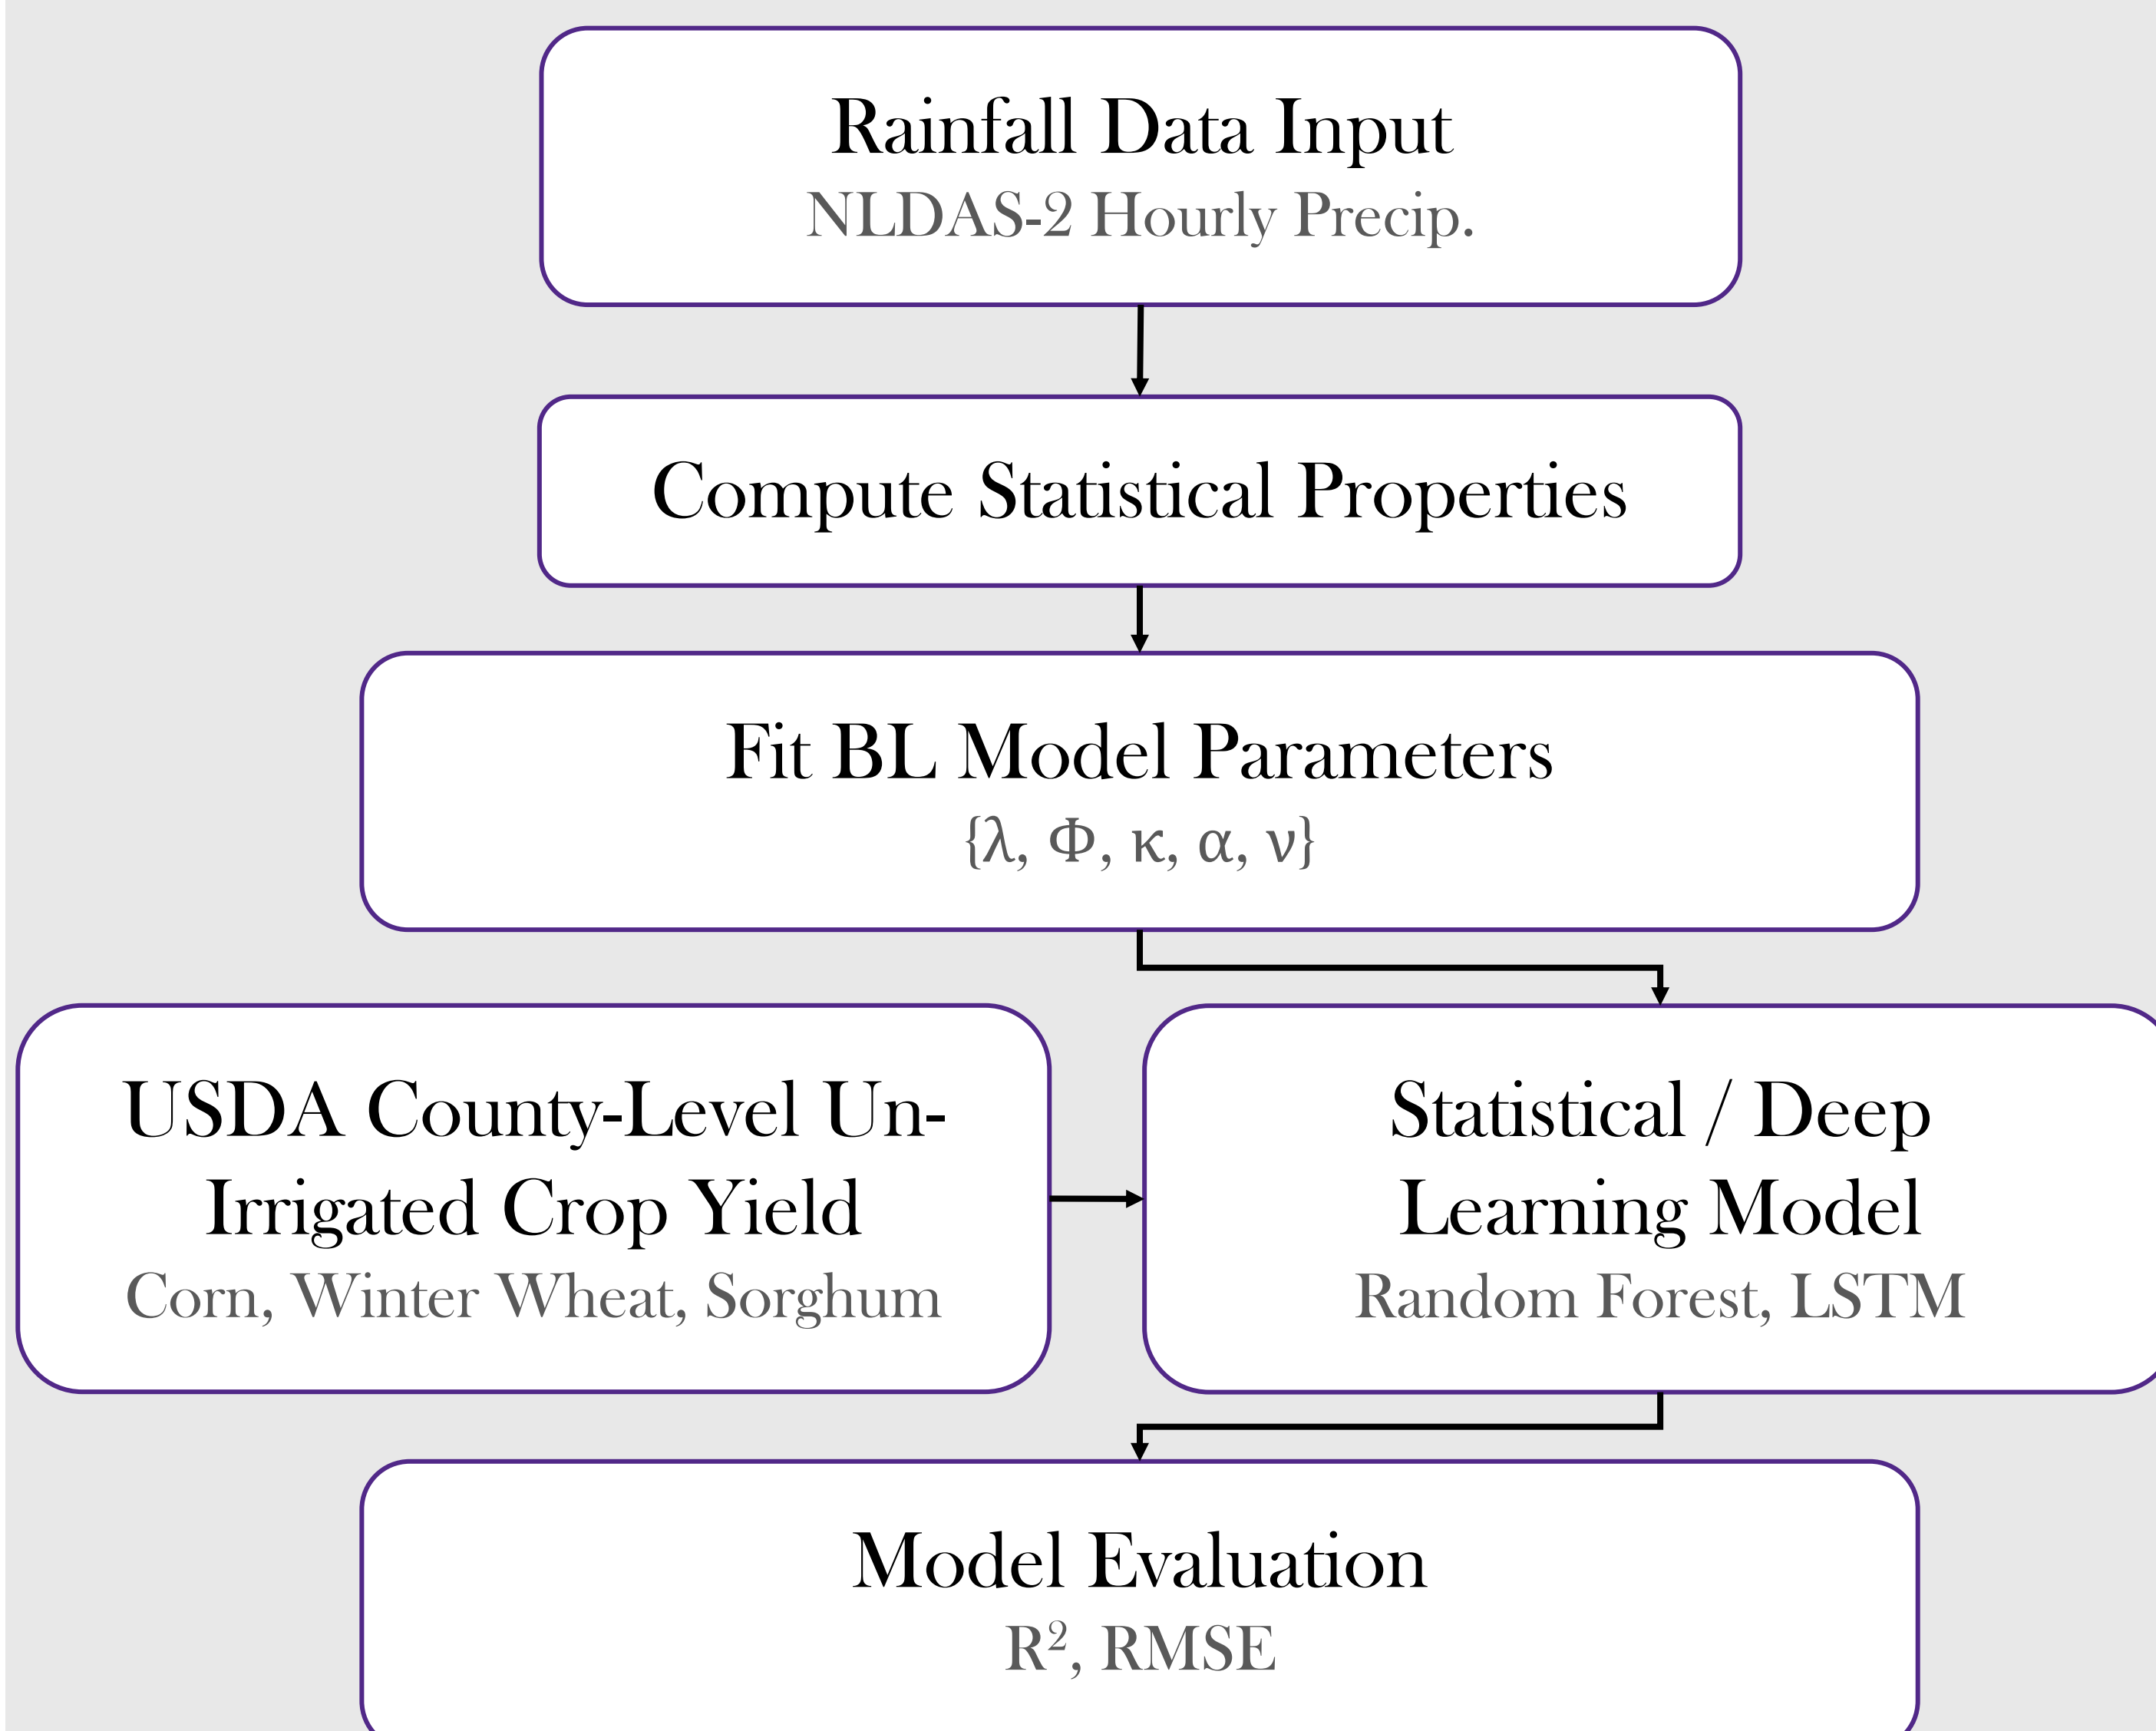 Rainfall Data Input
NLDAS-2 Hourly Precip.
Compute Statistical Properties
Fit BL Model Parameters
{λ, Φ, κ, α, ν}
USDA County-Level Un-
Irrigated Crop Yield
Corn, Winter Wheat, Sorghum
Statistical / Deep
Learning Model
Random Forest, LSTM
Model Evaluation
R², RMSE